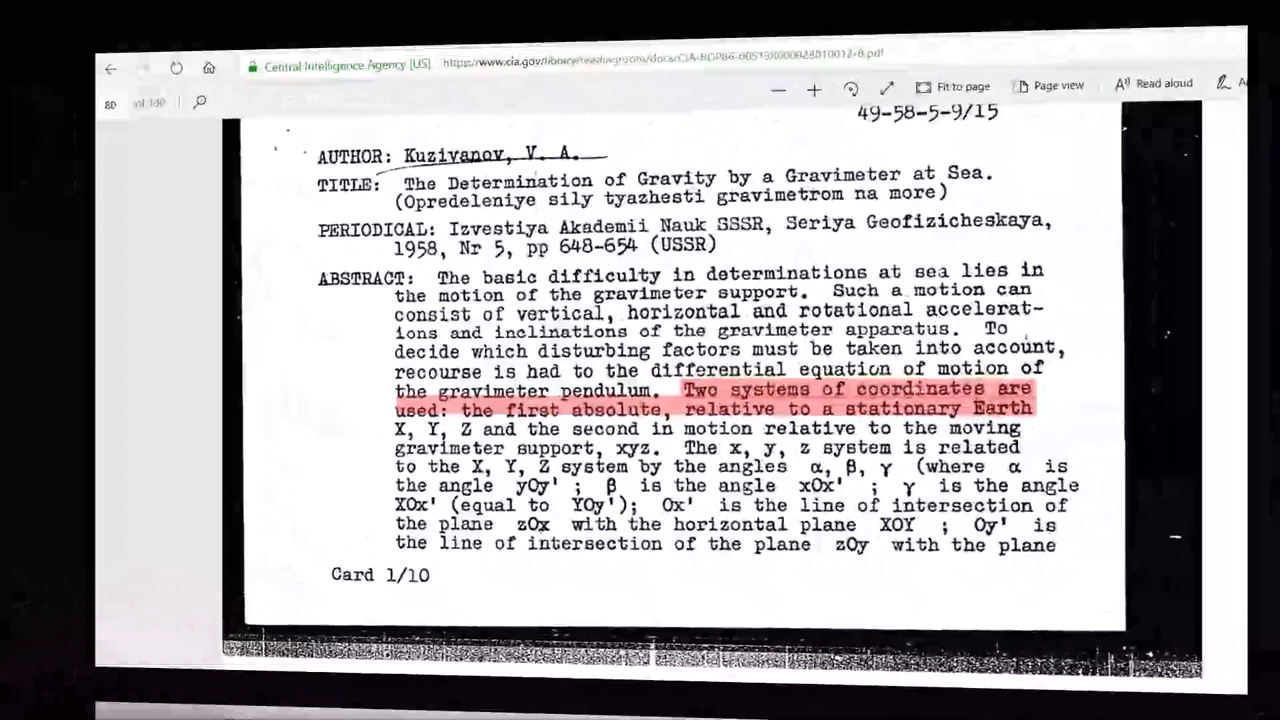 Central Intelligence Agency [US]
80 of 180
Fit to page
Page view
Read aloud
49-58-5-9/15
AUTHOR: Kuzivanov, V. A.
TITLE: The Determination of Gravity by a Gravimeter at Sea.
(Opredeleniye sily tyazhesti gravimetrom na more)
PERIODICAL: Izvestiya Akademii Nauk SSSR, Seriya Geofizicheskaya,
1958, Nr 5, pp 648-654 (USSR)
ABSTRACT: The basic difficulty in determinations at sea lies in
the motion of the gravimeter support. Such a motion can
consist of vertical, horizontal and rotational accelerat-
ions and inclinations of the gravimeter apparatus. To
decide which disturbing factors must be taken into account,
recourse is had to the differential equation of motion of
the gravimeter pendulum. Two systems of coordinates are
used: the first absolute, relative to a stationary Earth
X, Y, Z and the second in motion relative to the moving
gravimeter support, xyz. The x, y, z system is related
to the X, Y, Z system by the angles α, β, γ (where α is
the angle yOy' ; β is the angle xOx' ; γ is the angle
XOx' (equal to YOy'); Ox' is the line of intersection of
the plane zOx with the horizontal plane XOY ; Oy' is
the line of intersection of the plane zOy with the plane
Card 1/10